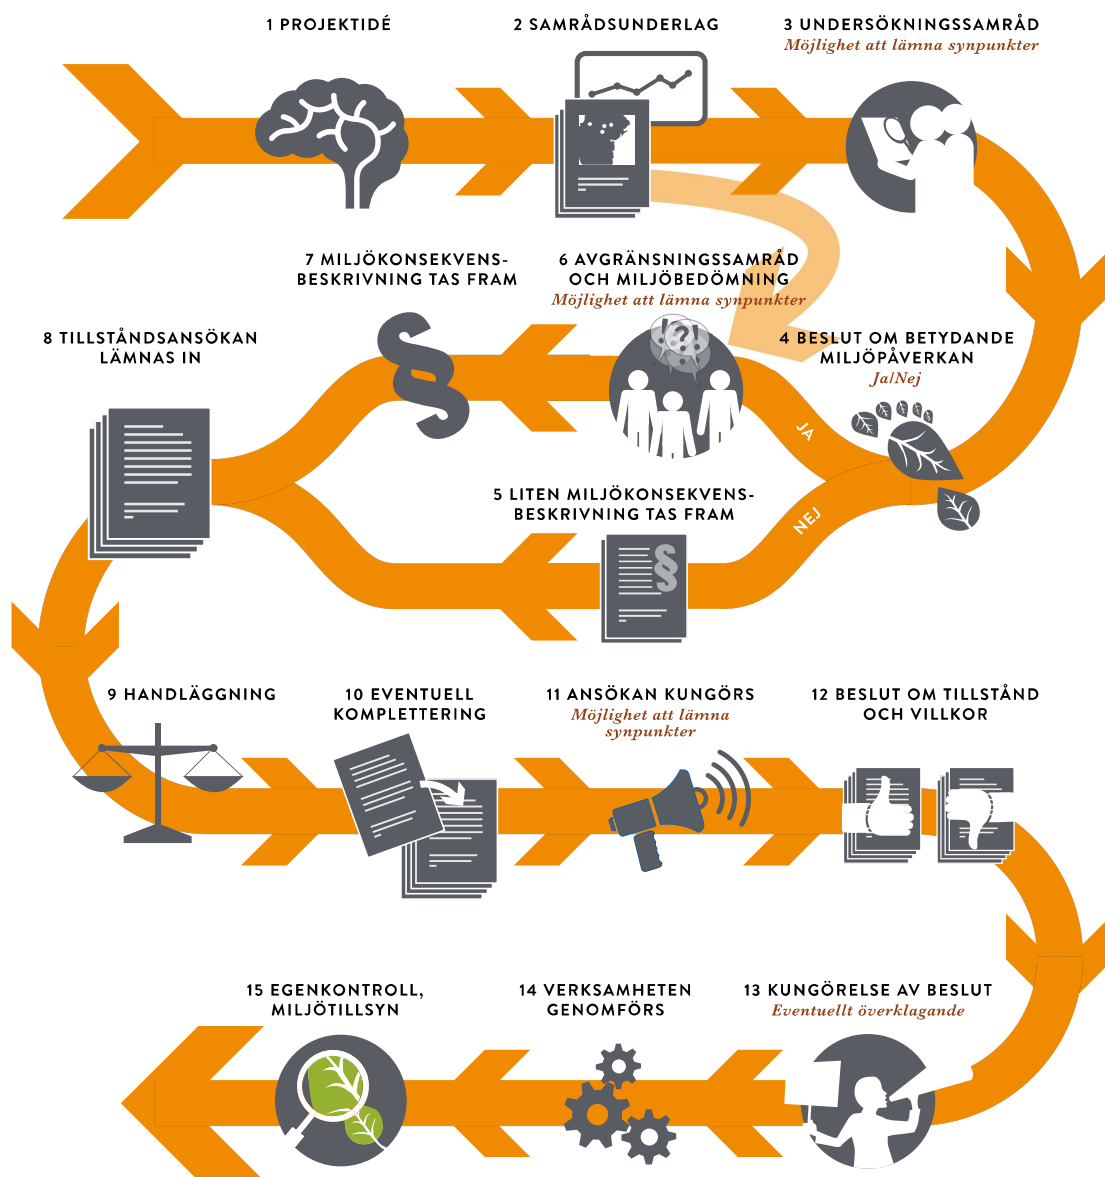 1 PROJEKTIDÉ
2 SAMRÅDSUNDERLAG
3 UNDERSÖKNINGSSAMRÅD
Möjlighet att lämna synpunkter
4 BESLUT OM BETYDANDE
MILJÖPÅVERKAN
Ja/Nej
JA
NEJ
5 LITEN MILJÖKONSEKVENS-
BESKRIVNING TAS FRAM
6 AVGRÄNSNINGSSAMRÅD
OCH MILJÖBEDÖMNING
Möjlighet att lämna synpunkter
7 MILJÖKONSEKVENS-
BESKRIVNING TAS FRAM
8 TILLSTÅNDSANSÖKAN
LÄMNAS IN
9 HANDLÄGGNING
10 EVENTUELL
KOMPLETTERING
11 ANSÖKAN KUNGÖRS
Möjlighet att lämna
synpunkter
12 BESLUT OM TILLSTÅND
OCH VILLKOR
13 KUNGÖRELSE AV BESLUT
Eventuellt överklagande
14 VERKSAMHETEN
GENOMFÖRS
15 EGENKONTROLL,
MILJÖTILLSYN